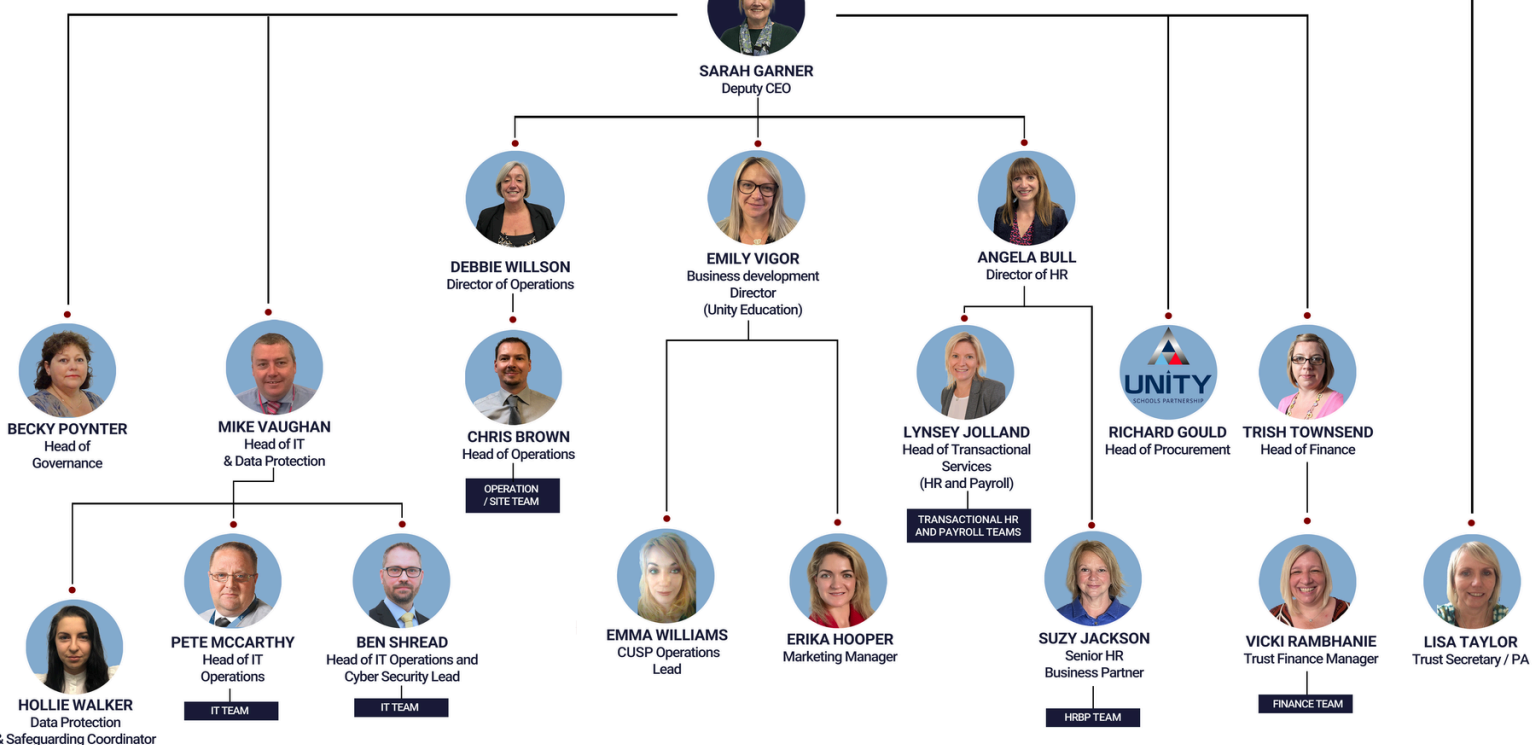 SARAH GARNER
Deputy CEO
DEBBIE WILLSON
Director of Operations
EMILY VIGOR
Business development
Director
(Unity Education)
ANGELA BULL
Director of HR
BECKY POYNTER
Head of
Governance
MIKE VAUGHAN
Head of IT
& Data Protection
CHRIS BROWN
Head of Operations
OPERATION
/ SITE TEAM
LYNSEY JOLLAND
Head of Transactional
Services
(HR and Payroll)
TRANSACTIONAL HR
AND PAYROLL TEAMS
UNITY
SCHOOLS PARTNERSHIP
RICHARD GOULD
Head of Procurement
TRISH TOWNSEND
Head of Finance
HOLLIE WALKER
Data Protection
& Safeguarding Coordinator
PETE MCCARTHY
Head of IT
Operations
IT TEAM
BEN SHREAD
Head of IT Operations and
Cyber Security Lead
IT TEAM
EMMA WILLIAMS
CUSP Operations
Lead
ERIKA HOOPER
Marketing Manager
SUZY JACKSON
Senior HR
Business Partner
HRBP TEAM
VICKI RAMBHANIE
Trust Finance Manager
FINANCE TEAM
LISA TAYLOR
Trust Secretary / PA